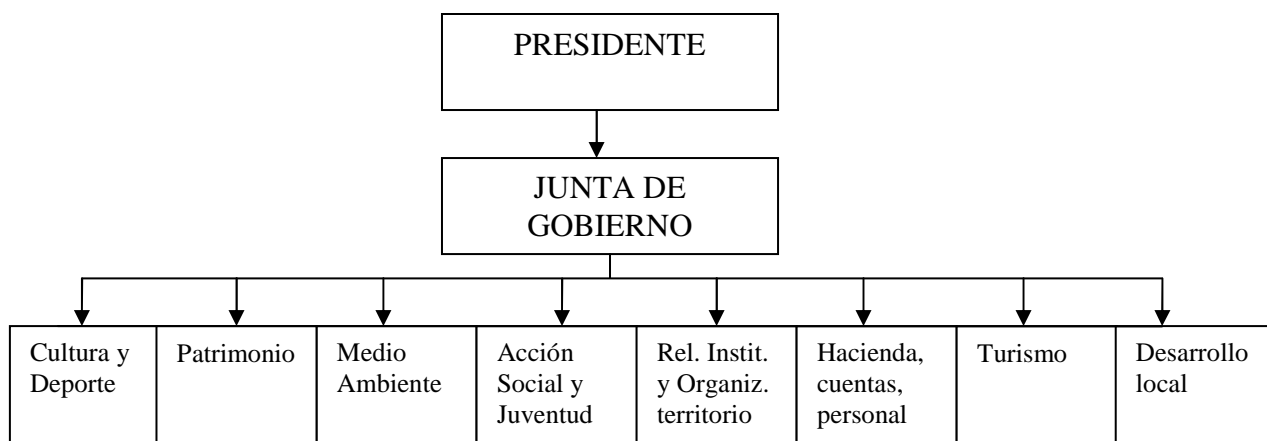 PRESIDENTE
JUNTA DE
GOBIERNO
Cultura y
Deporte
Patrimonio
Medio
Ambiente
Acción
Social y
Juventud
Rel. Instit.
y Organiz.
territorio
Hacienda,
cuentas,
personal
Turismo
Desarrollo
local